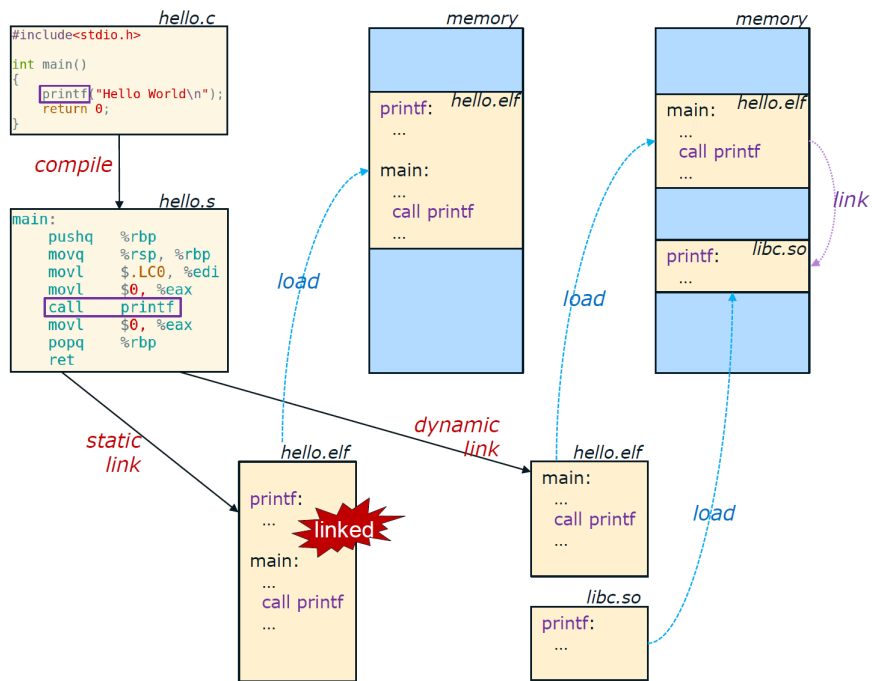 hello.c
#include<stdio.h>
int main()
{
    printf("Hello World\n");
    return 0;
}
compile
hello.s
main:
    pushq   %rbp
    movq    %rsp, %rbp
    movl    $.LC0, %edi
    movl    $0, %eax
    call    printf
    movl    $0, %eax
    popq    %rbp
    ret
static
link
dynamic
link
hello.elf
printf:
...
main:
...
call printf
...
linked
load
memory
hello.elf
printf:
...
main:
...
call printf
...
hello.elf
main:
...
call printf
...
libc.so
printf:
...
load
load
memory
hello.elf
main:
...
call printf
...
link
libc.so
printf:
...